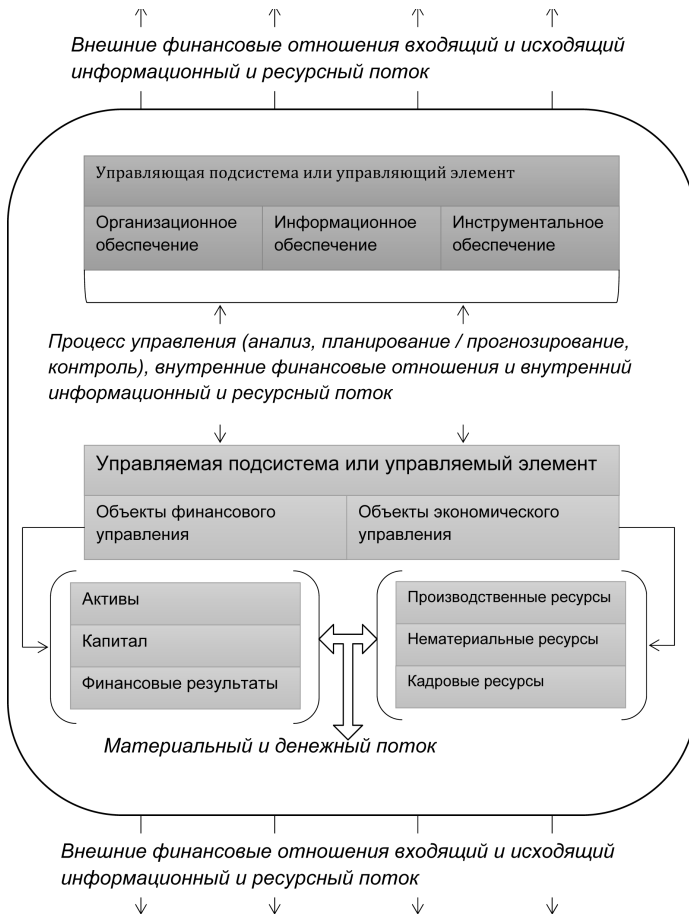 Внешние финансовые отношения входящий и исходящий
информационный и ресурсный поток
Управляющая подсистема или управляющий элемент
Организационное
обеспечение
Информационное
обеспечение
Инструментальное
обеспечение
Процесс управления (анализ, планирование / прогнозирование,
контроль), внутренние финансовые отношения и внутренний
информационный и ресурсный поток
Управляемая подсистема или управляемый элемент
Объекты финансового
управления
Объекты экономического
управления
Активы
Капитал
Финансовые результаты
Производственные ресурсы
Нематериальные ресурсы
Кадровые ресурсы
Материальный и денежный поток
Внешние финансовые отношения входящий и исходящий
информационный и ресурсный поток